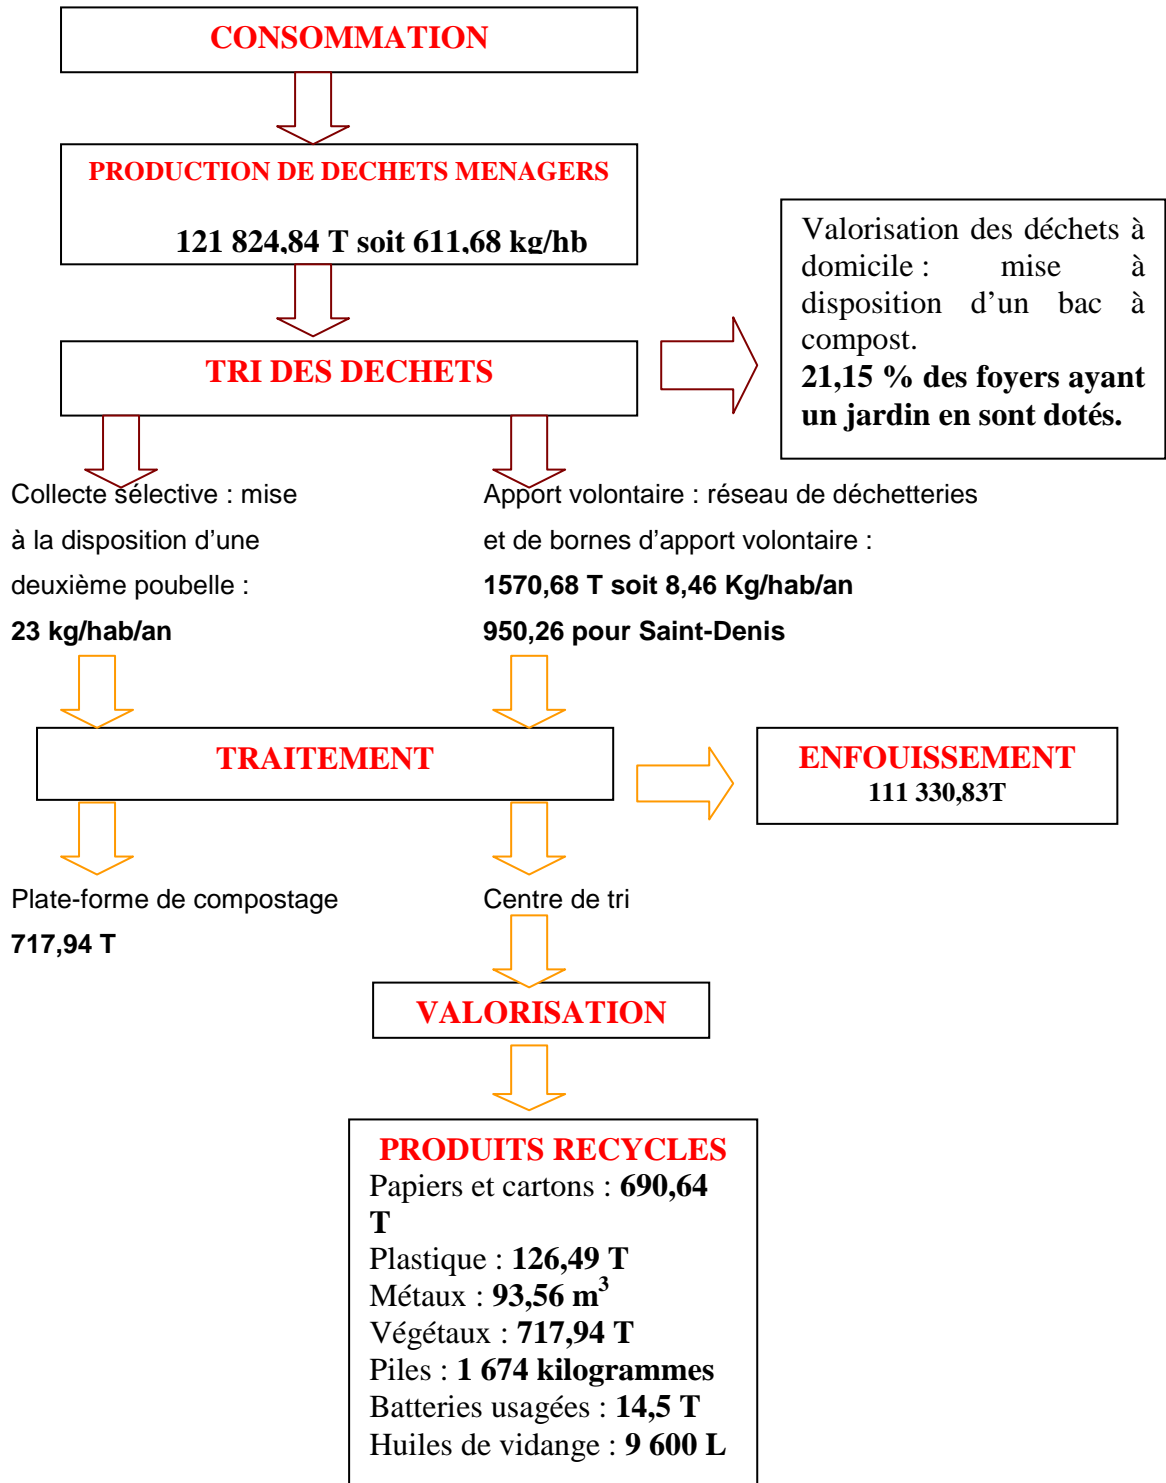 CONSOMMATION
PRODUCTION DE DECHETS MENAGERS
121 824,84 T soit 611,68 kg/hb
Valorisation des déchets à
domicile : mise à
disposition d'un bac à
compost.
21,15 % des foyers ayant
un jardin en sont dotés.
TRI DES DECHETS
Collecte sélective : mise
à la disposition d'une
deuxième poubelle :
23 kg/hab/an
Apport volontaire : réseau de déchetteries
et de bornes d'apport volontaire :
1570,68 T soit 8,46 Kg/hab/an
950,26 pour Saint-Denis
TRAITEMENT
ENFOUISSEMENT
111 330,83T
Plate-forme de compostage
717,94 T
Centre de tri
VALORISATION
PRODUITS RECYCLES
Papiers et cartons : 690,64
T
Plastique : 126,49 T
Métaux : 93,56 m³
Végétaux : 717,94 T
Piles : 1 674 kilogrammes
Batteries usagées : 14,5 T
Huiles de vidange : 9 600 L